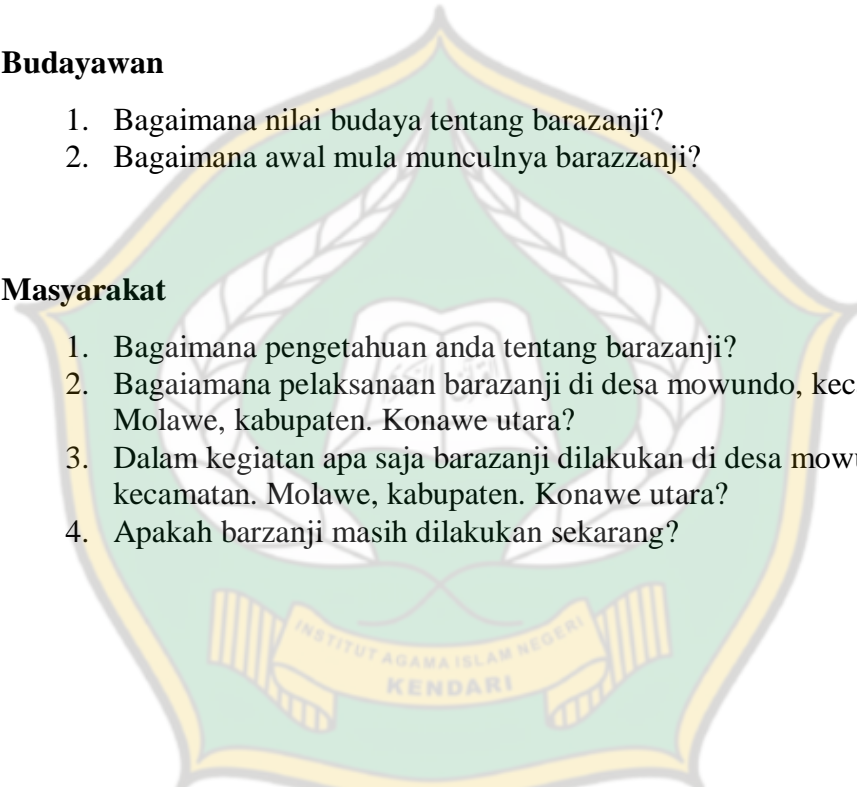 Budayawan
1. Bagaimana nilai budaya tentang barazanji?
2. Bagaimana awal mula munculnya barazzanji?
Masyarakat
1. Bagaimana pengetahuan anda tentang barazanji?
2. Bagaiamana pelaksanaan barazanji di desa mowundo, kec
Molawe, kabupaten. Konawe utara?
3. Dalam kegiatan apa saja barazanji dilakukan di desa mow
kecamatan. Molawe, kabupaten. Konawe utara?
4. Apakah barzanji masih dilakukan sekarang?
INSTITUT AGAMA ISLAM NEGERI
KENDARI